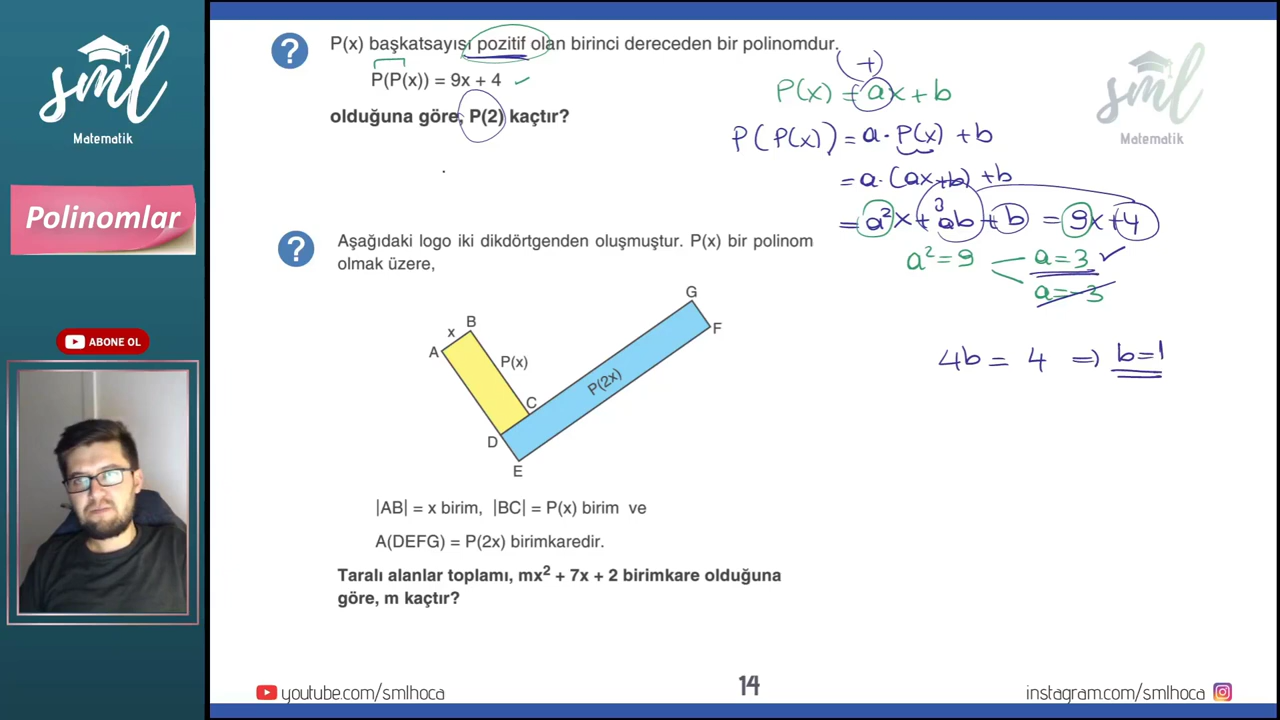 sml
Matematik
Polinomlar
ABONE OL
sml
Matematik
? P(x) başkatsayısı pozitif olan birinci dereceden bir polinomdur.
P(P(x)) = 9x + 4 ✓
olduğuna göre, P(2) kaçtır?
(+)
P(x) = ax + b
P(P(x)) = a · P(x) + b
= a · (ax+b) + b
= a²x + ab + b = 9x + 4
3
a² = 9
a = 3 ✓
a = -3
4b = 4 ⇒ b=1
? Aşağıdaki logo iki dikdörtgenden oluşmuştur. P(x) bir polinom
olmak üzere,
G
B
x
F
A
P(x)
P(2x)
C
D
E
|AB| = x birim, |BC| = P(x) birim ve
A(DEFG) = P(2x) birimkaredir.
Taralı alanlar toplamı, mx² + 7x + 2 birimkare olduğuna
göre, m kaçtır?
youtube.com/smlhoca
14
instagram.com/smlhoca